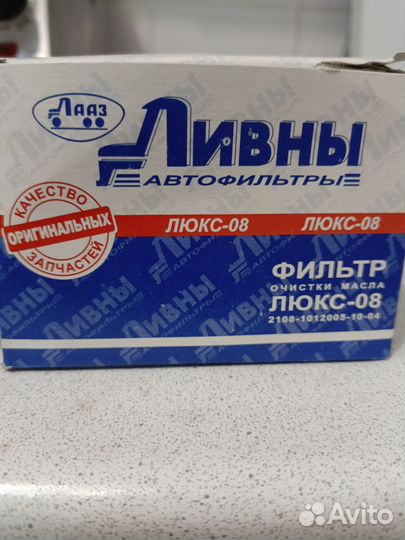 ЛААЗ
ЛИВНЫ
АВТОФИЛЬТРЫ
КАЧЕСТВО
ОРИГИНАЛЬНЫХ
ЗАПЧАСТЕЙ
ЛЮКС-08 ЛЮКС-08
ФИЛЬТР
ОЧИСТКИ МАСЛА
ЛЮКС-08
2108-1012005-10-04
ЛИВНЫ
АВТОФИЛЬТРЫ
Avito